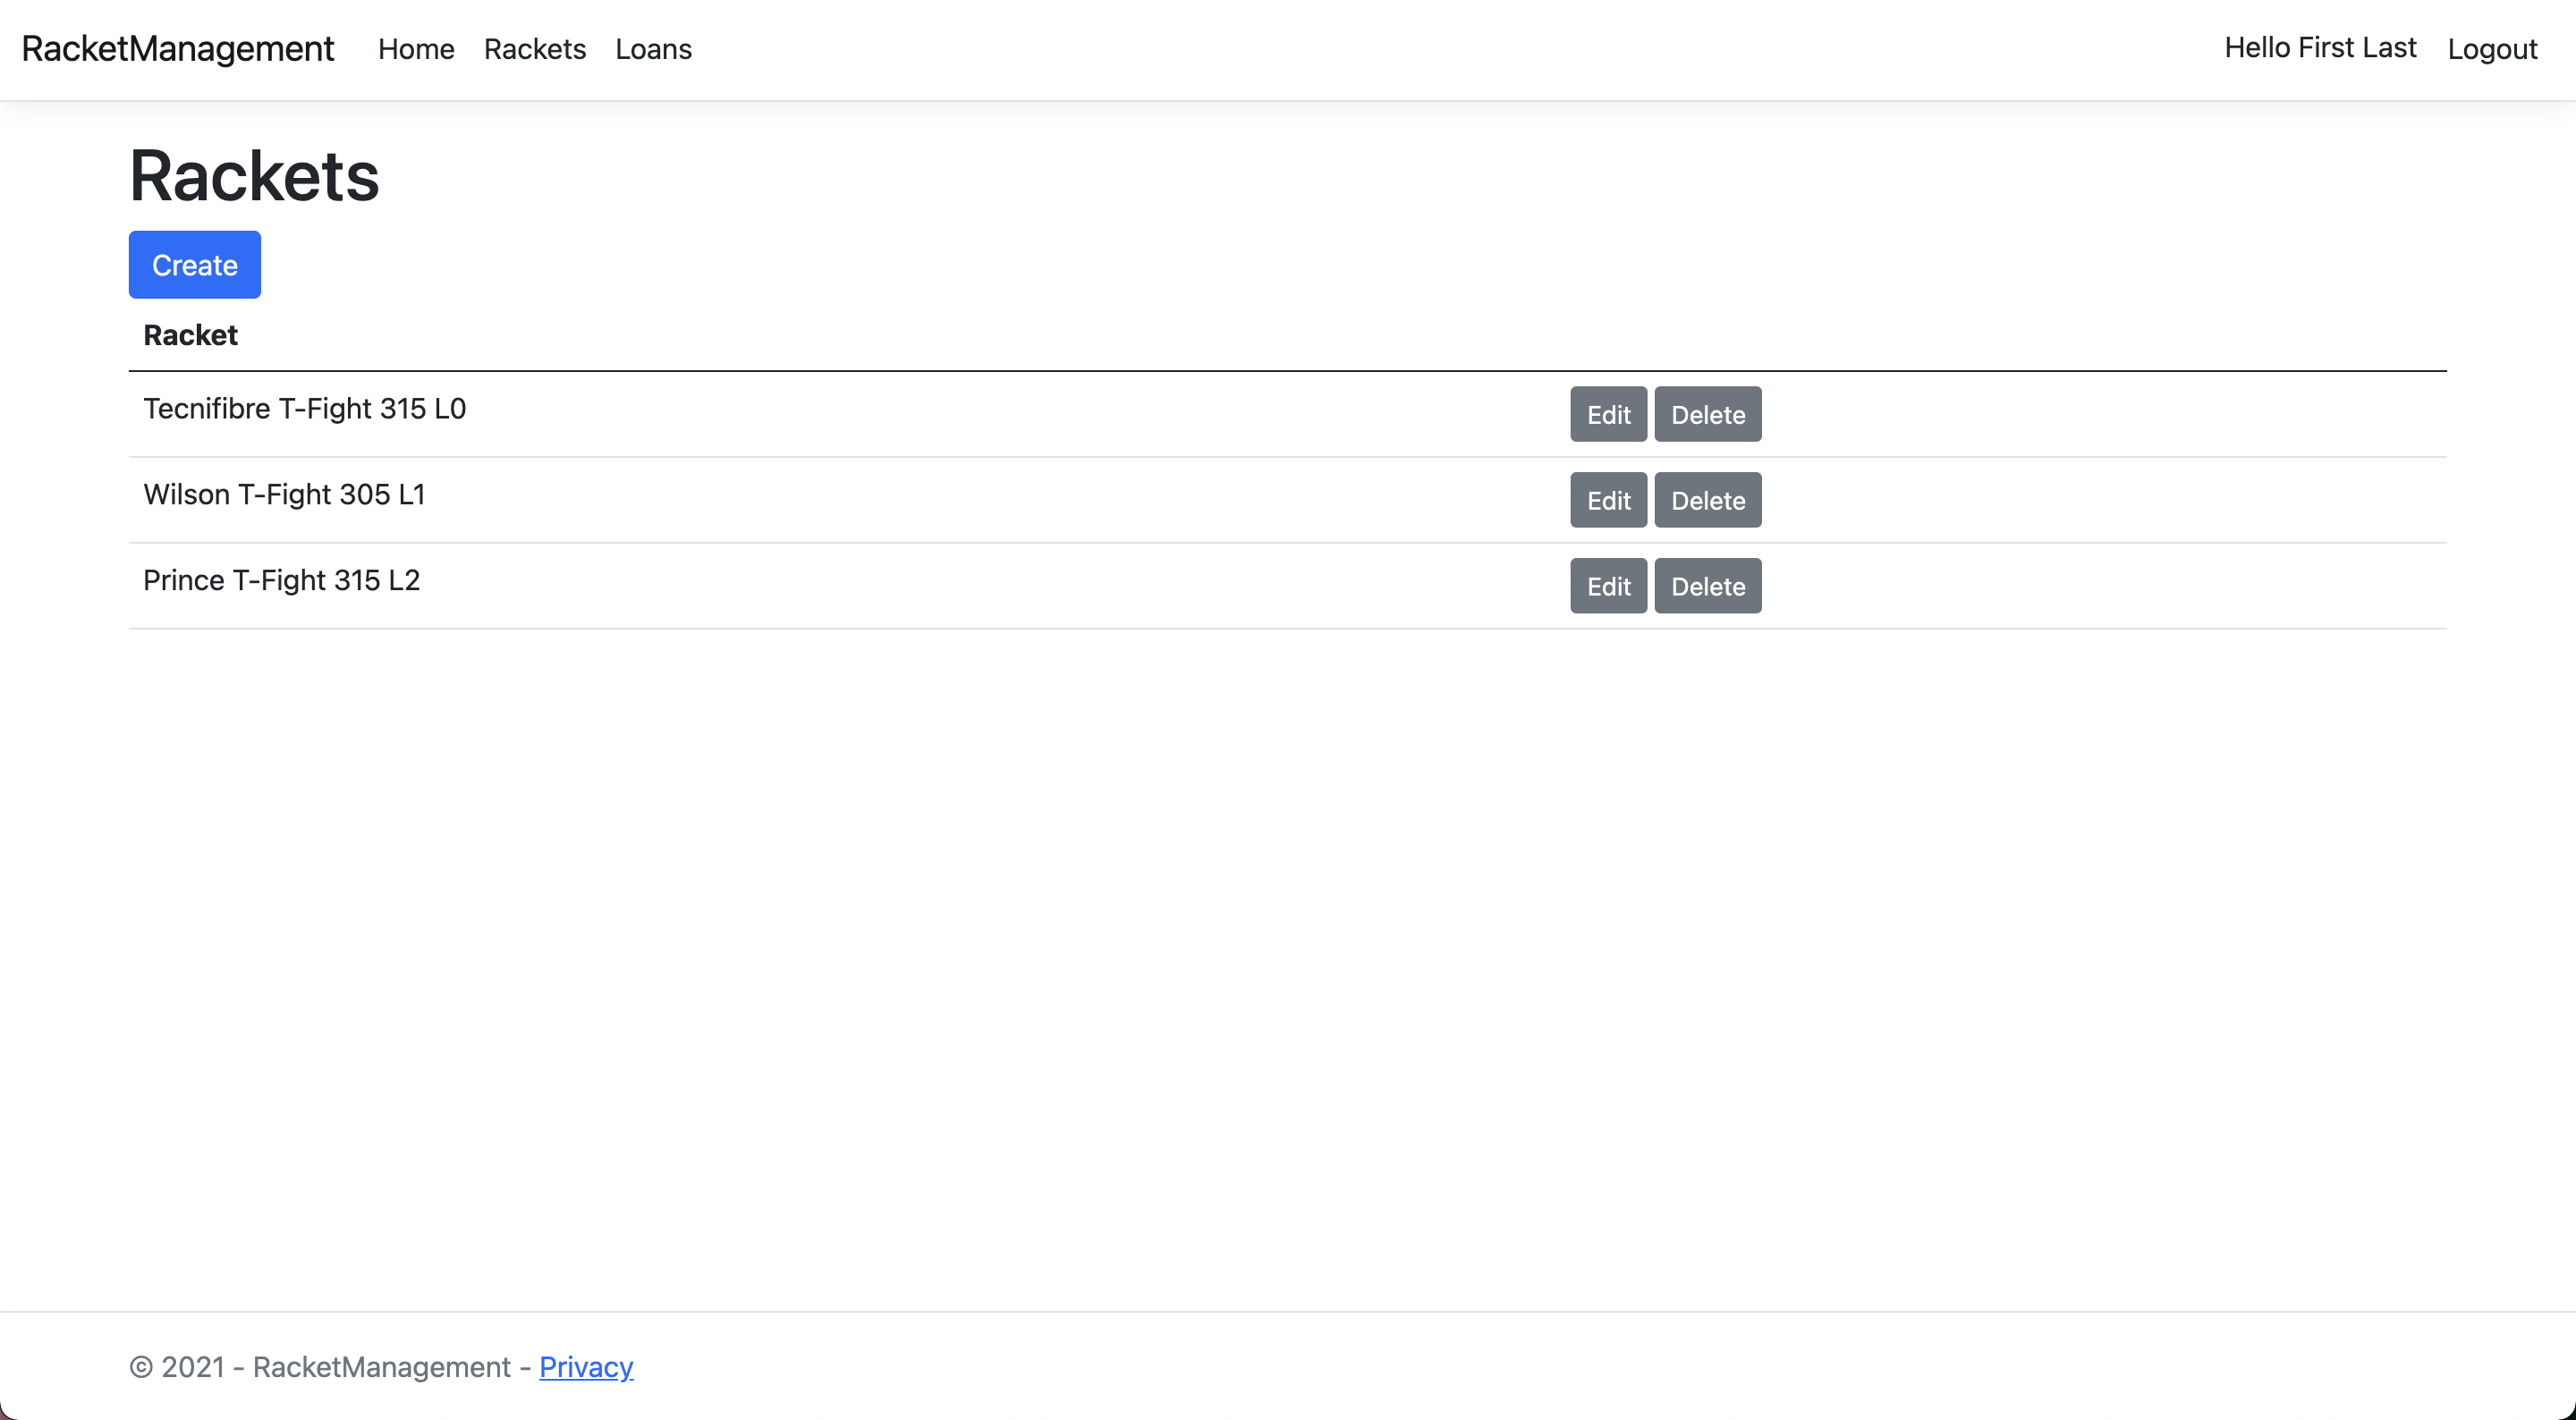 RacketManagement Home Rackets Loans Hello First Last Logout
Rackets
Create
Racket
Tecnifibre T-Fight 315 L0 Edit Delete
Wilson T-Fight 305 L1 Edit Delete
Prince T-Fight 315 L2 Edit Delete
© 2021 - RacketManagement - Privacy